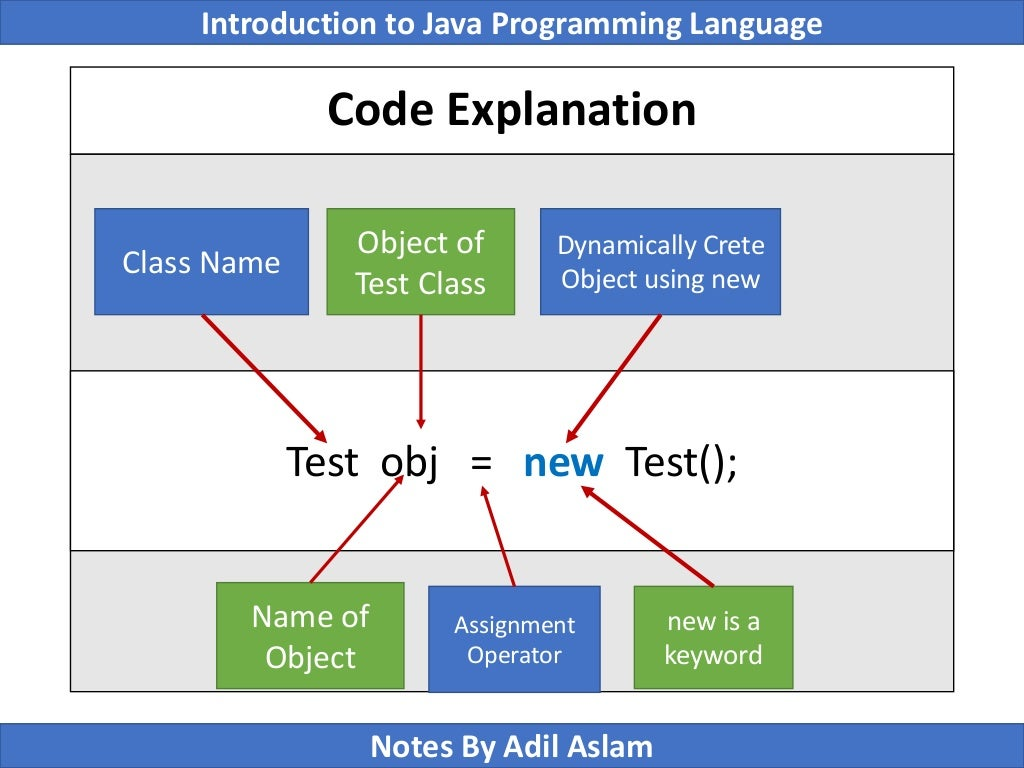 Introduction to Java Programming Language
Code Explanation
Class Name
Object of
Test Class
Dynamically Crete
Object using new
Test obj = new Test();
Name of
Object
Assignment
Operator
new is a
keyword
Notes By Adil Aslam